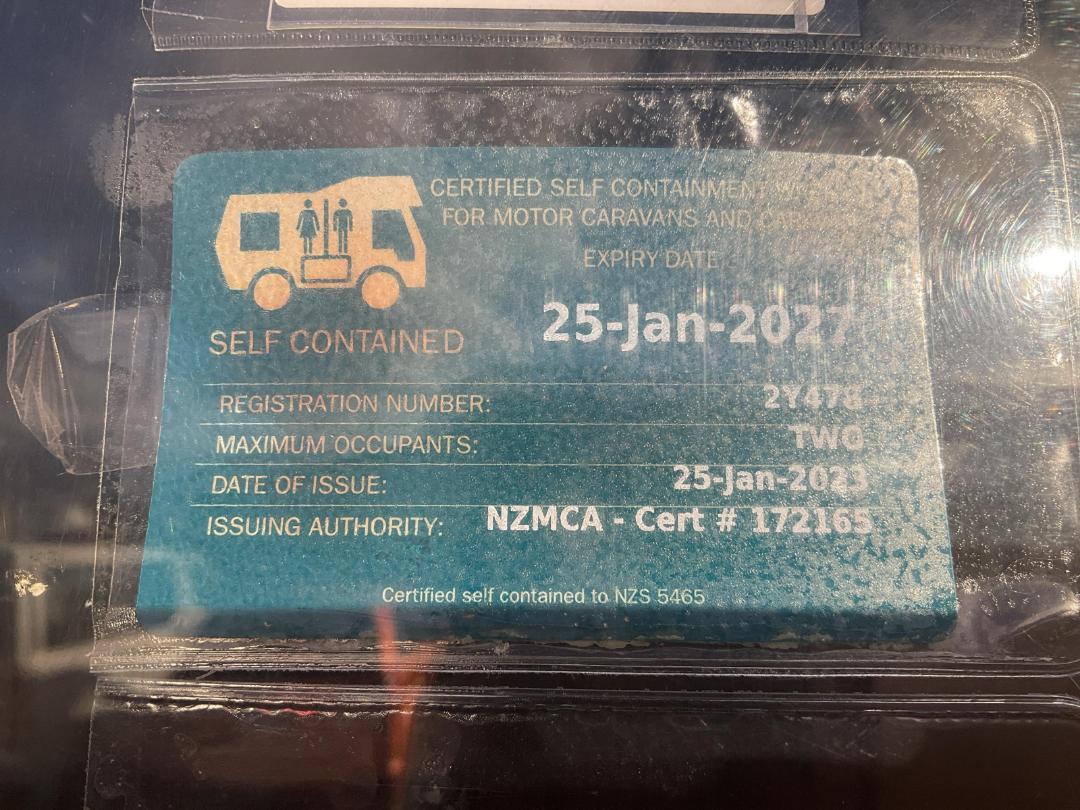 CERTIFIED SELF CONTAINMENT
FOR MOTOR CARAVANS AND
EXPIRY DATE
25-Jan-2027
SELF CONTAINED
REGISTRATION NUMBER: 2Y478
MAXIMUM OCCUPANTS: TWO
DATE OF ISSUE: 25-Jan-2023
ISSUING AUTHORITY: NZMCA - Cert # 172165
Certified self contained to NZS 5465